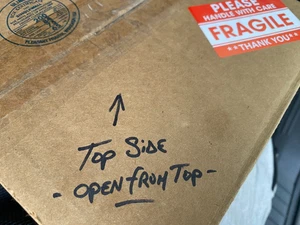 PLEASE
HANDLE WITH CARE
FRAGILE
**THANK YOU**
Top SiDE
- OPEN FROM Top -